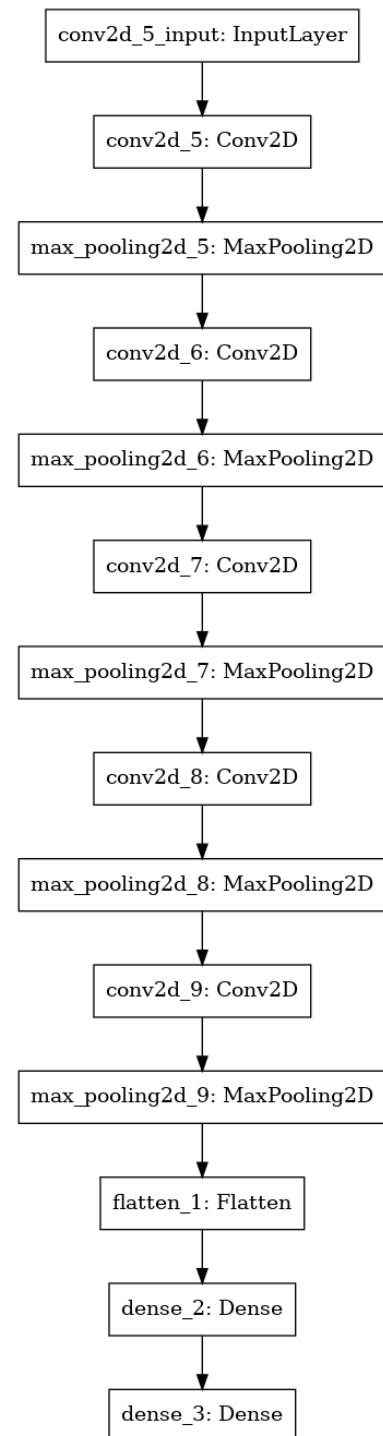 conv2d_5_input: InputLayer
conv2d_5: Conv2D
max_pooling2d_5: MaxPooling2D
conv2d_6: Conv2D
max_pooling2d_6: MaxPooling2D
conv2d_7: Conv2D
max_pooling2d_7: MaxPooling2D
conv2d_8: Conv2D
max_pooling2d_8: MaxPooling2D
conv2d_9: Conv2D
max_pooling2d_9: MaxPooling2D
flatten_1: Flatten
dense_2: Dense
dense_3: Dense